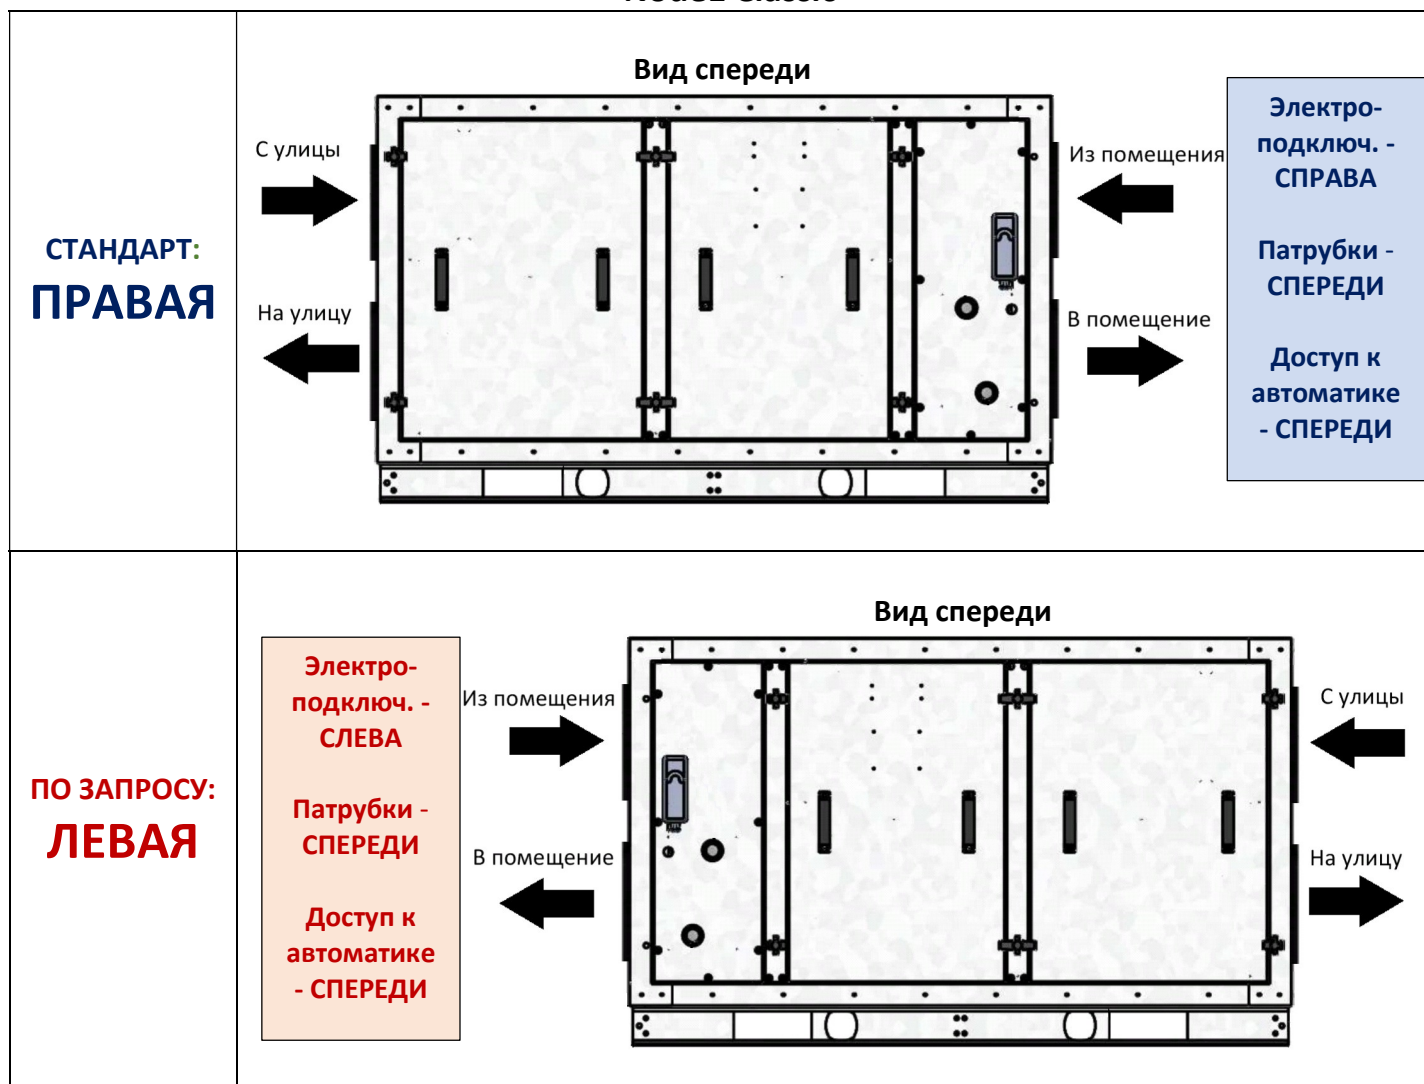 Вид спереди
С улицы
Из помещения
На улицу
В помещение
СТАНДАРТ:
ПРАВАЯ
Электро-
подключ. -
СПРАВА
Патрубки -
СПЕРЕДИ
Доступ к
автоматике
- СПЕРЕДИ
Вид спереди
Из помещения
С улицы
В помещение
На улицу
ПО ЗАПРОСУ:
ЛЕВАЯ
Электро-
подключ. -
СЛЕВА
Патрубки -
СПЕРЕДИ
Доступ к
автоматике
- СПЕРЕДИ